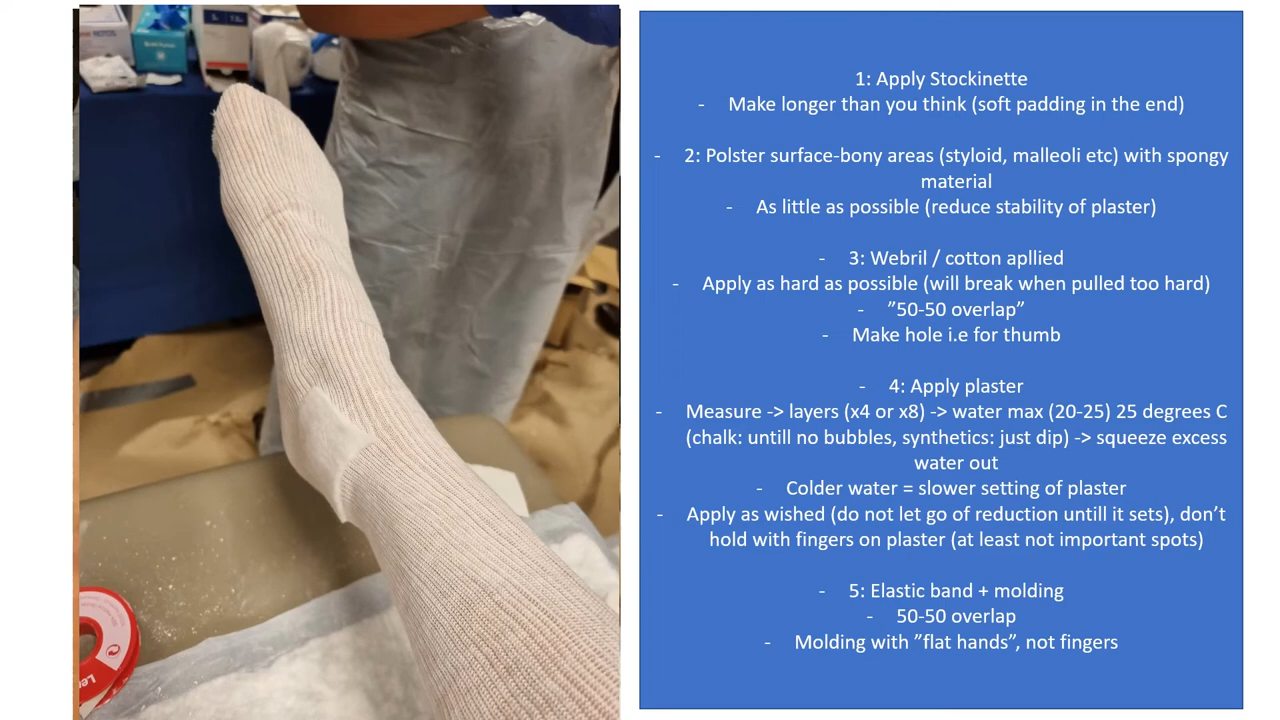 1: Apply Stockinette
- Make longer than you think (soft padding in the end)
- 2: Polster surface-bony areas (styloid, malleoli etc) with spongy
material
- As little as possible (reduce stability of plaster)
- 3: Webril / cotton apllied
- Apply as hard as possible (will break when pulled too hard)
- ”50-50 overlap”
- Make hole i.e for thumb
- 4: Apply plaster
- Measure -> layers (x4 or x8) -> water max (20-25) 25 degrees C
(chalk: untill no bubbles, synthetics: just dip) -> squeeze excess
water out
- Colder water = slower setting of plaster
- Apply as wished (do not let go of reduction untill it sets), don’t
hold with fingers on plaster (at least not important spots)
- 5: Elastic band + molding
- 50-50 overlap
- Molding with ”flat hands”, not fingers